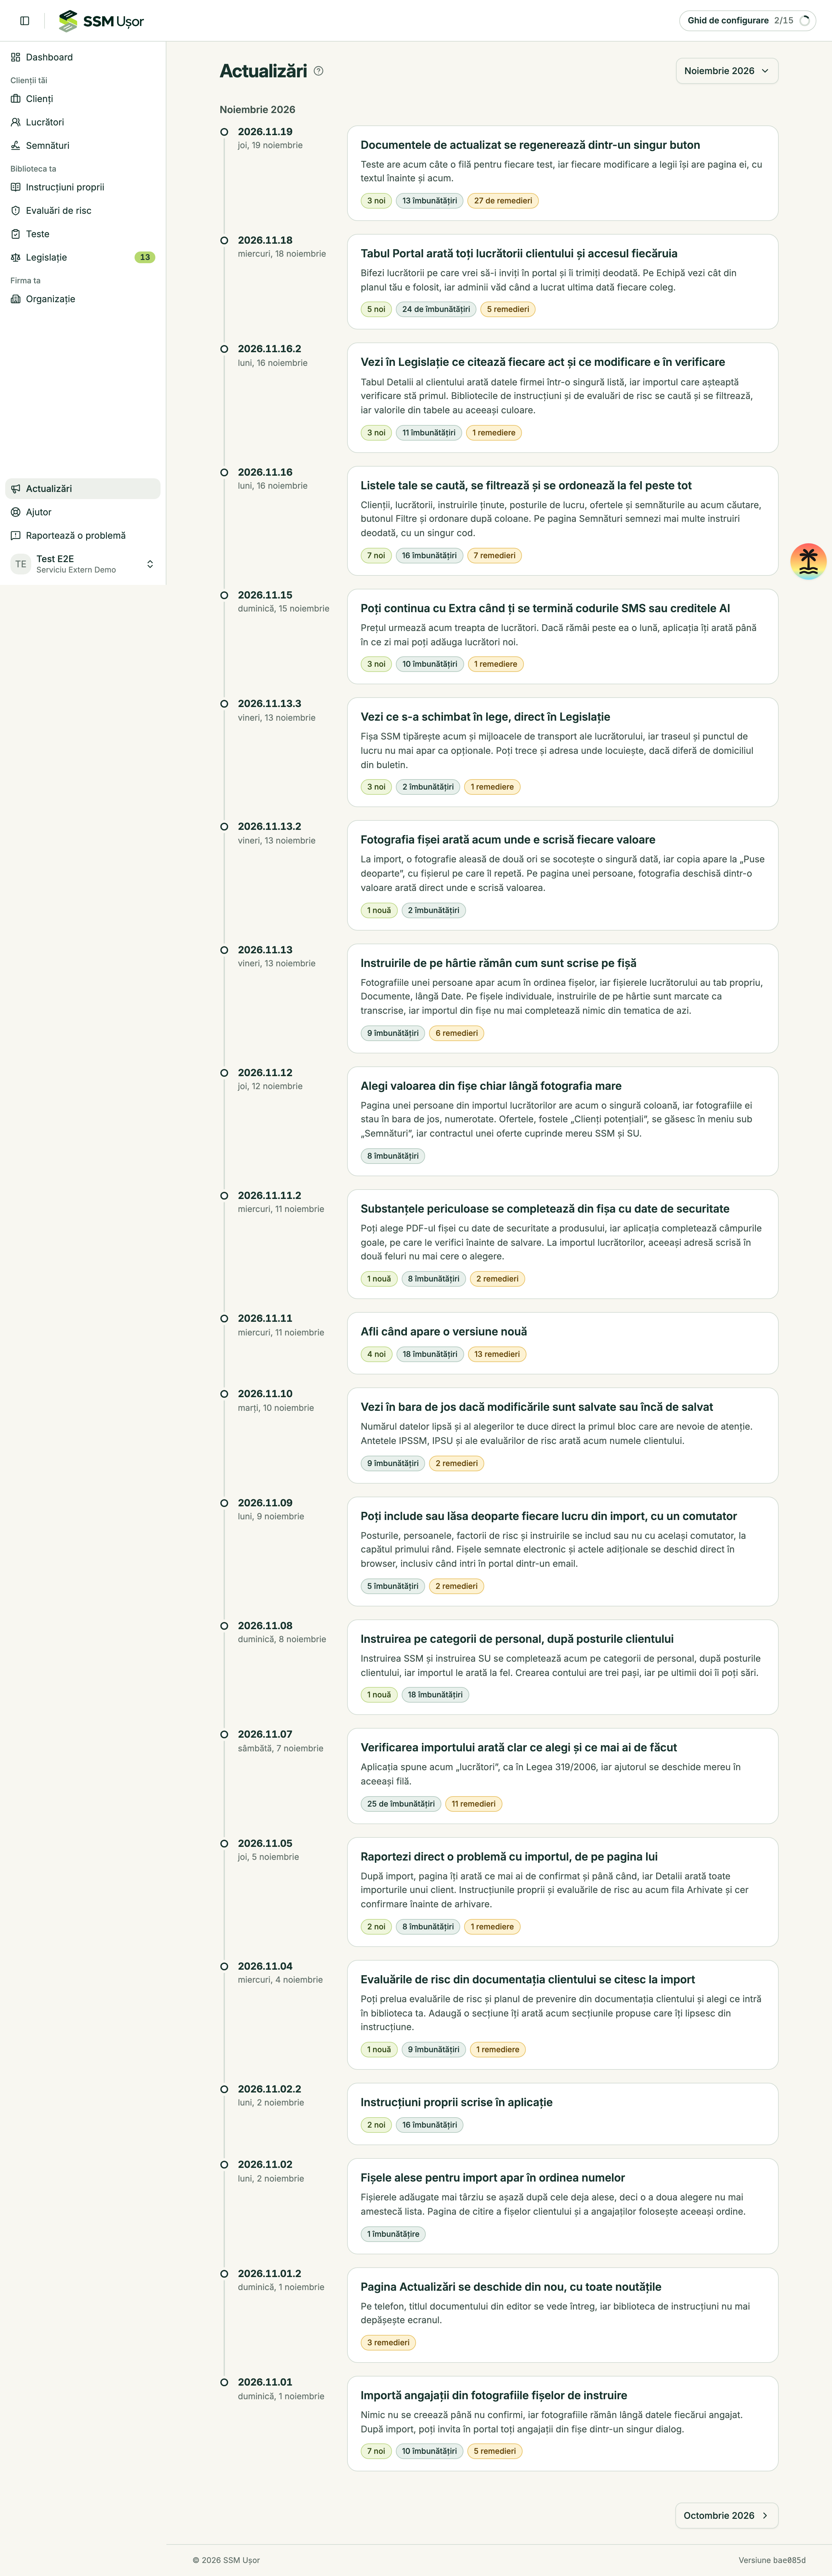 SSM Ușor
Ghid de configurare 2/15
Dashboard
Clienții tăi
Clienți
Lucrători
Semnături
Biblioteca ta
Instrucțiuni proprii
Evaluări de risc
Teste
Legislație 13
Firma ta
Organizație
Actualizări
Ajutor
Raportează o problemă
TE
Test E2E
Serviciu Extern Demo
Actualizări
Noiembrie 2026
Noiembrie 2026
2026.11.19
joi, 19 noiembrie
Documentele de actualizat se regenerează dintr-un singur buton
Teste are acum câte o filă pentru fiecare test, iar fiecare modificare a legii își are pagina ei, cu
textul înainte și acum.
3 noi 13 îmbunătățiri 27 de remedieri
2026.11.18
miercuri, 18 noiembrie
Tabul Portal arată toți lucrătorii clientului și accesul fiecăruia
Bifezi lucrătorii pe care vrei să-i inviți în portal și îi trimiți deodată. Pe Echipă vezi cât din
planul tău e folosit, iar adminii văd când a lucrat ultima dată fiecare coleg.
5 noi 24 de îmbunătățiri 5 remedieri
2026.11.16.2
luni, 16 noiembrie
Vezi în Legislație ce citează fiecare act și ce modificare e în verificare
Tabul Detalii al clientului arată datele firmei într-o singură listă, iar importul care așteaptă
verificare stă primul. Bibliotecile de instrucțiuni și de evaluări de risc se caută și se filtrează,
iar valorile din tabele au aceeași culoare.
3 noi 11 îmbunătățiri 1 remediere
2026.11.16
luni, 16 noiembrie
Listele tale se caută, se filtrează și se ordonează la fel peste tot
Clienții, lucrătorii, instruirile ținute, posturile de lucru, ofertele și semnăturile au acum căutare,
butonul Filtre și ordonare după coloane. Pe pagina Semnături semnezi mai multe instruiri
deodată, cu un singur cod.
7 noi 16 îmbunătățiri 7 remedieri
2026.11.15
duminică, 15 noiembrie
Poți continua cu Extra când ți se termină codurile SMS sau creditele AI
Prețul urmează acum treapta de lucrători. Dacă rămâi peste ea o lună, aplicația îți arată până
în ce zi mai poți adăuga lucrători noi.
3 noi 10 îmbunătățiri 1 remediere
2026.11.13.3
vineri, 13 noiembrie
Vezi ce s-a schimbat în lege, direct în Legislație
Fișa SSM tipărește acum și mijloacele de transport ale lucrătorului, iar traseul și punctul de
lucru nu mai apar ca opționale. Poți trece și adresa unde locuiește, dacă diferă de domiciliul
din buletin.
3 noi 2 îmbunătățiri 1 remediere
2026.11.13.2
vineri, 13 noiembrie
Fotografia fișei arată acum unde e scrisă fiecare valoare
La import, o fotografie aleasă de două ori se socotește o singură dată, iar copia apare la „Puse
deoparte”, cu fișierul pe care îl repetă. Pe pagina unei persoane, fotografia deschisă dintr-o
valoare arată direct unde e scrisă valoarea.
1 nouă 2 îmbunătățiri
2026.11.13
vineri, 13 noiembrie
Instruirile de pe hârtie rămân cum sunt scrise pe fișă
Fotografiile unei persoane apar acum în ordinea fișelor, iar fișierele lucrătorului au tab propriu,
Documente, lângă Date. Pe fișele individuale, instruirile de pe hârtie sunt marcate ca
transcrise, iar importul din fișe nu mai completează nimic din tematica de azi.
9 îmbunătățiri 6 remedieri
2026.11.12
joi, 12 noiembrie
Alegi valoarea din fișe chiar lângă fotografia mare
Pagina unei persoane din importul lucrătorilor are acum o singură coloană, iar fotografiile ei
stau în bara de jos, numerotate. Ofertele, fostele „Clienți potențiali”, se găsesc în meniu sub
„Semnături”, iar contractul unei oferte cuprinde mereu SSM și SU.
8 îmbunătățiri
2026.11.11.2
miercuri, 11 noiembrie
Substanțele periculoase se completează din fișa cu date de securitate
Poți alege PDF-ul fișei cu date de securitate a produsului, iar aplicația completează câmpurile
goale, pe care le verifici înainte de salvare. La importul lucrătorilor, aceeași adresă scrisă în
două feluri nu mai cere o alegere.
1 nouă 8 îmbunătățiri 2 remedieri
2026.11.11
miercuri, 11 noiembrie
Afli când apare o versiune nouă
4 noi 18 îmbunătățiri 13 remedieri
2026.11.10
marți, 10 noiembrie
Vezi în bara de jos dacă modificările sunt salvate sau încă de salvat
Numărul datelor lipsă și al alegerilor te duce direct la primul bloc care are nevoie de atenție.
Antetele IPSSM, IPSU și ale evaluărilor de risc arată acum numele clientului.
9 îmbunătățiri 2 remedieri
2026.11.09
luni, 9 noiembrie
Poți include sau lăsa deoparte fiecare lucru din import, cu un comutator
Posturile, persoanele, factorii de risc și instruirile se includ sau nu cu același comutator, la
capătul primului rând. Fișele semnate electronic și actele adiționale se deschid direct în
browser, inclusiv când intri în portal dintr-un email.
5 îmbunătățiri 2 remedieri
2026.11.08
duminică, 8 noiembrie
Instruirea pe categorii de personal, după posturile clientului
Instruirea SSM și instruirea SU se completează acum pe categorii de personal, după posturile
clientului, iar importul le arată la fel. Crearea contului are trei pași, iar pe ultimii doi îi poți sări.
1 nouă 18 îmbunătățiri
2026.11.07
sâmbătă, 7 noiembrie
Verificarea importului arată clar ce alegi și ce mai ai de făcut
Aplicația spune acum „lucrători”, ca în Legea 319/2006, iar ajutorul se deschide mereu în
aceeași filă.
25 de îmbunătățiri 11 remedieri
2026.11.05
joi, 5 noiembrie
Raportezi direct o problemă cu importul, de pe pagina lui
După import, pagina îți arată ce mai ai de confirmat și până când, iar Detalii arată toate
importurile unui client. Instrucțiunile proprii și evaluările de risc au acum fila Arhivate și cer
confirmare înainte de arhivare.
2 noi 8 îmbunătățiri 1 remediere
2026.11.04
miercuri, 4 noiembrie
Evaluările de risc din documentația clientului se citesc la import
Poți prelua evaluările de risc și planul de prevenire din documentația clientului și alegi ce intră
în biblioteca ta. Adaugă o secțiune îți arată acum secțiunile propuse care îți lipsesc din
instrucțiune.
1 nouă 9 îmbunătățiri 1 remediere
2026.11.02.2
luni, 2 noiembrie
Instrucțiuni proprii scrise în aplicație
2 noi 16 îmbunătățiri
2026.11.02
luni, 2 noiembrie
Fișele alese pentru import apar în ordinea numelor
Fișierele adăugate mai târziu se așază după cele deja alese, deci o a doua alegere nu mai
amestecă lista. Pagina de citire a fișelor clientului și a angajaților folosește aceeași ordine.
1 îmbunătățire
2026.11.01.2
duminică, 1 noiembrie
Pagina Actualizări se deschide din nou, cu toate noutățile
Pe telefon, titlul documentului din editor se vede întreg, iar biblioteca de instrucțiuni nu mai
depășește ecranul.
3 remedieri
2026.11.01
duminică, 1 noiembrie
Importă angajații din fotografiile fișelor de instruire
Nimic nu se creează până nu confirmi, iar fotografiile rămân lângă datele fiecărui angajat.
După import, poți invita în portal toți angajații din fișe dintr-un singur dialog.
7 noi 10 îmbunătățiri 5 remedieri
Octombrie 2026
© 2026 SSM Ușor
Versiune bae085d